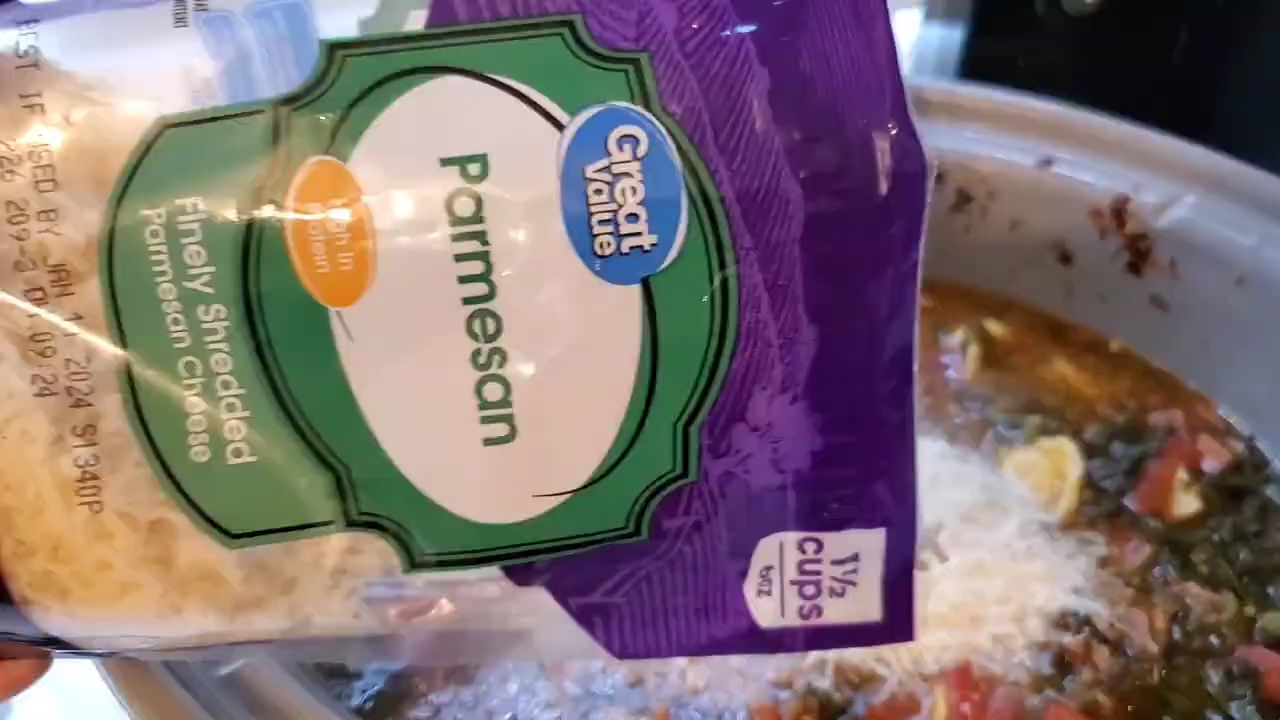 Great
Value
Parmesan
High in
Protein
Finely Shredded
Parmesan Cheese
1½
cups
6oz
BEST IF USED BY JAN 2024 S1340P
226 209-3 09:24